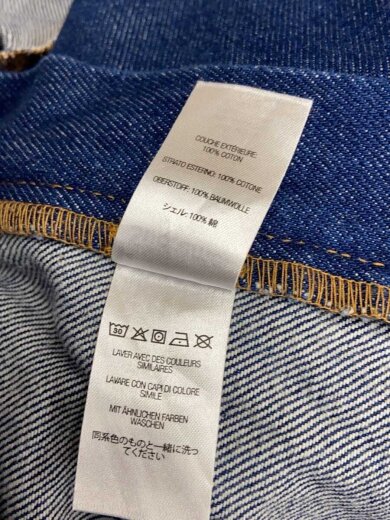 COUCHE EXTÉRIEURE:
100% COTON
STRATO ESTERNO: 100% COTONE
OBERSTOFF: 100% BAUMWOLLE
シェル: 100% 綿
30
LAVER AVEC DES COULEURS
SIMILAIRES
LAVARE CON CAPI DI COLORE
SIMILE
MIT ÄHNLICHEN FARBEN
WASCHEN
同系色のものと一緒に洗っ
てください